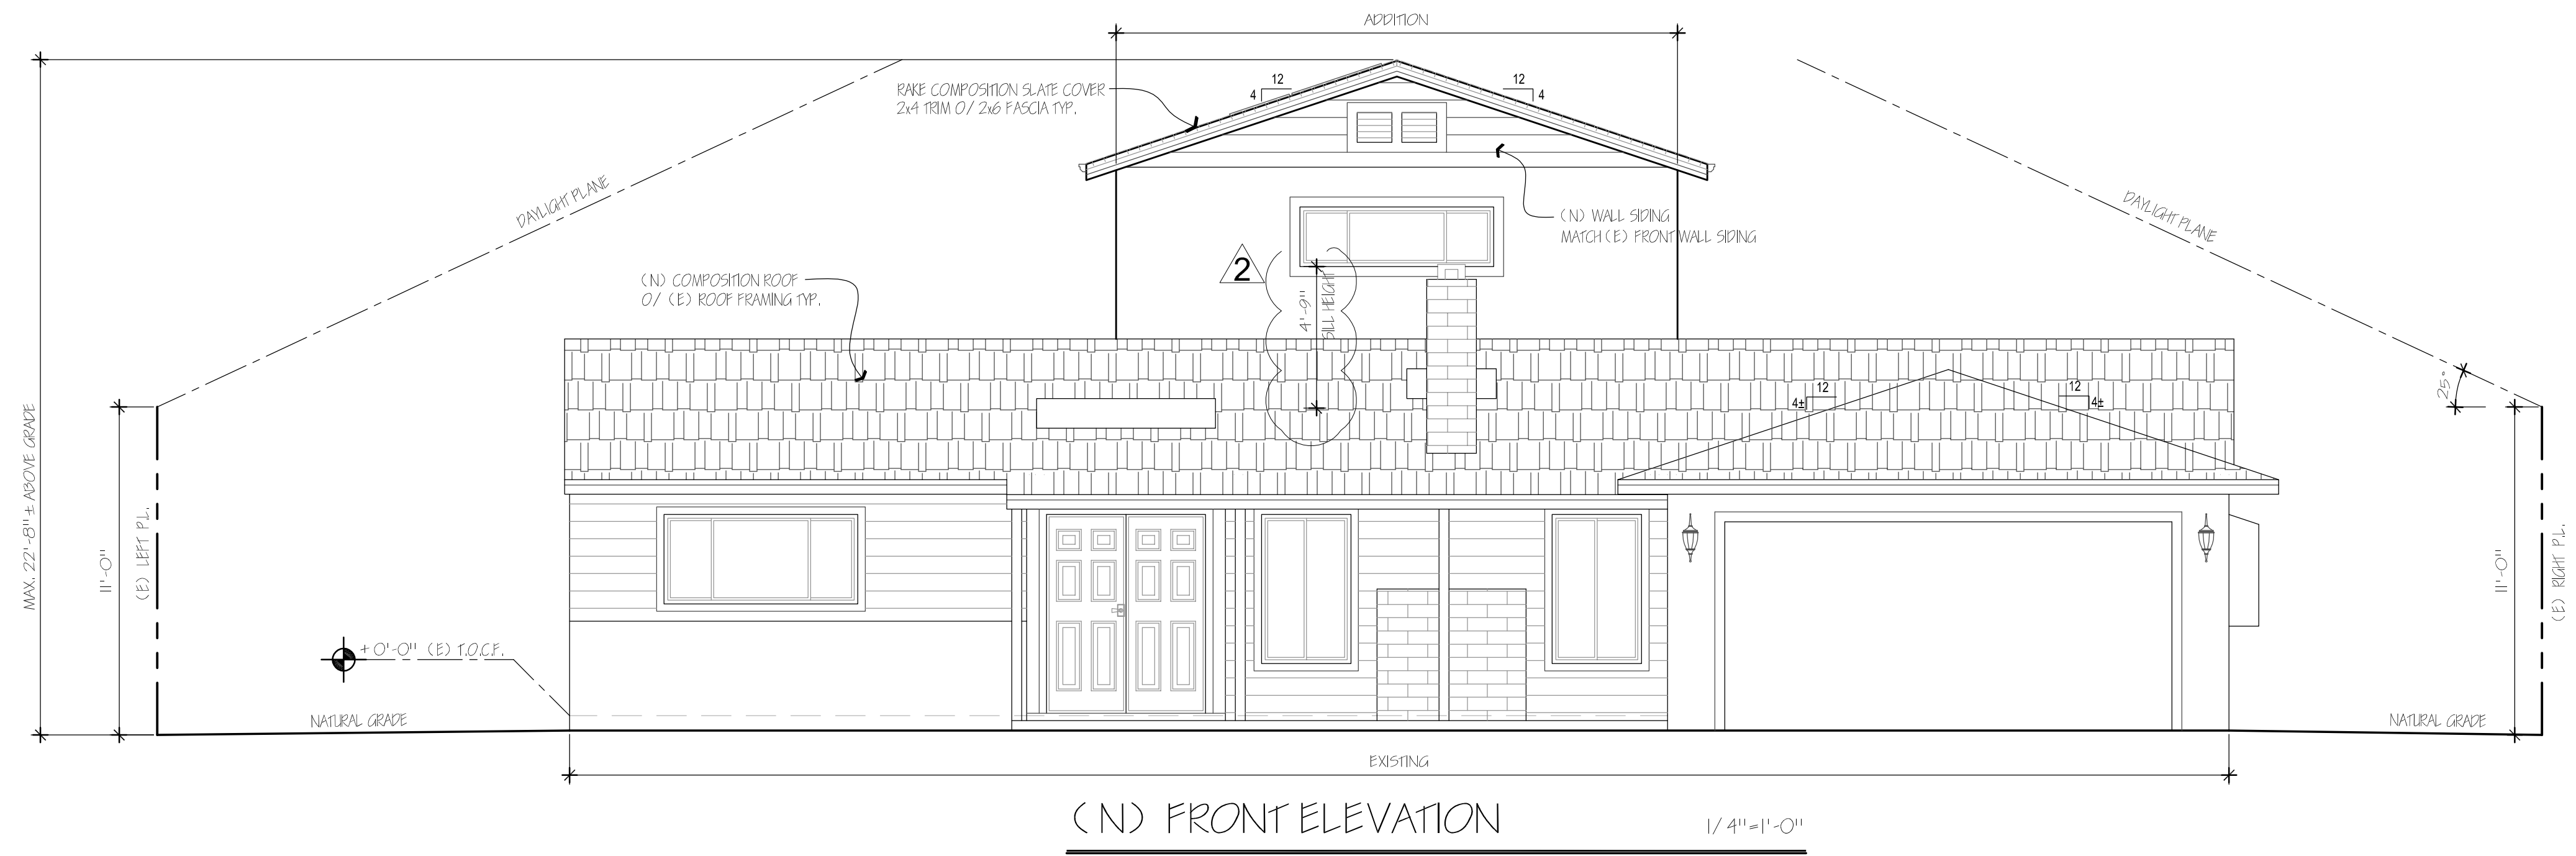 ADDITION
12
4
12
4
RAKE COMPOSITION SLATE COVER
2x4 TRIM O/ 2x6 FASCIA TYP.
DAYLIGHT PLANE
DAYLIGHT PLANE
(N) WALL SIDING
MATCH (E) FRONT WALL SIDING
2
(N) COMPOSITION ROOF
O/ (E) ROOF FRAMING TYP.
4'-9"
SILL HEIGHT
12
4±
12
4±
25°
MAX. 22'-8" ± ABOVE GRADE
11'-0"
(E) LEFT P.L.
11'-0"
(E) RIGHT P.L.
+0'-0" (E) T.O.C.F.
NATURAL GRADE
NATURAL GRADE
EXISTING
(N) FRONT ELEVATION
1/4"=1'-0"